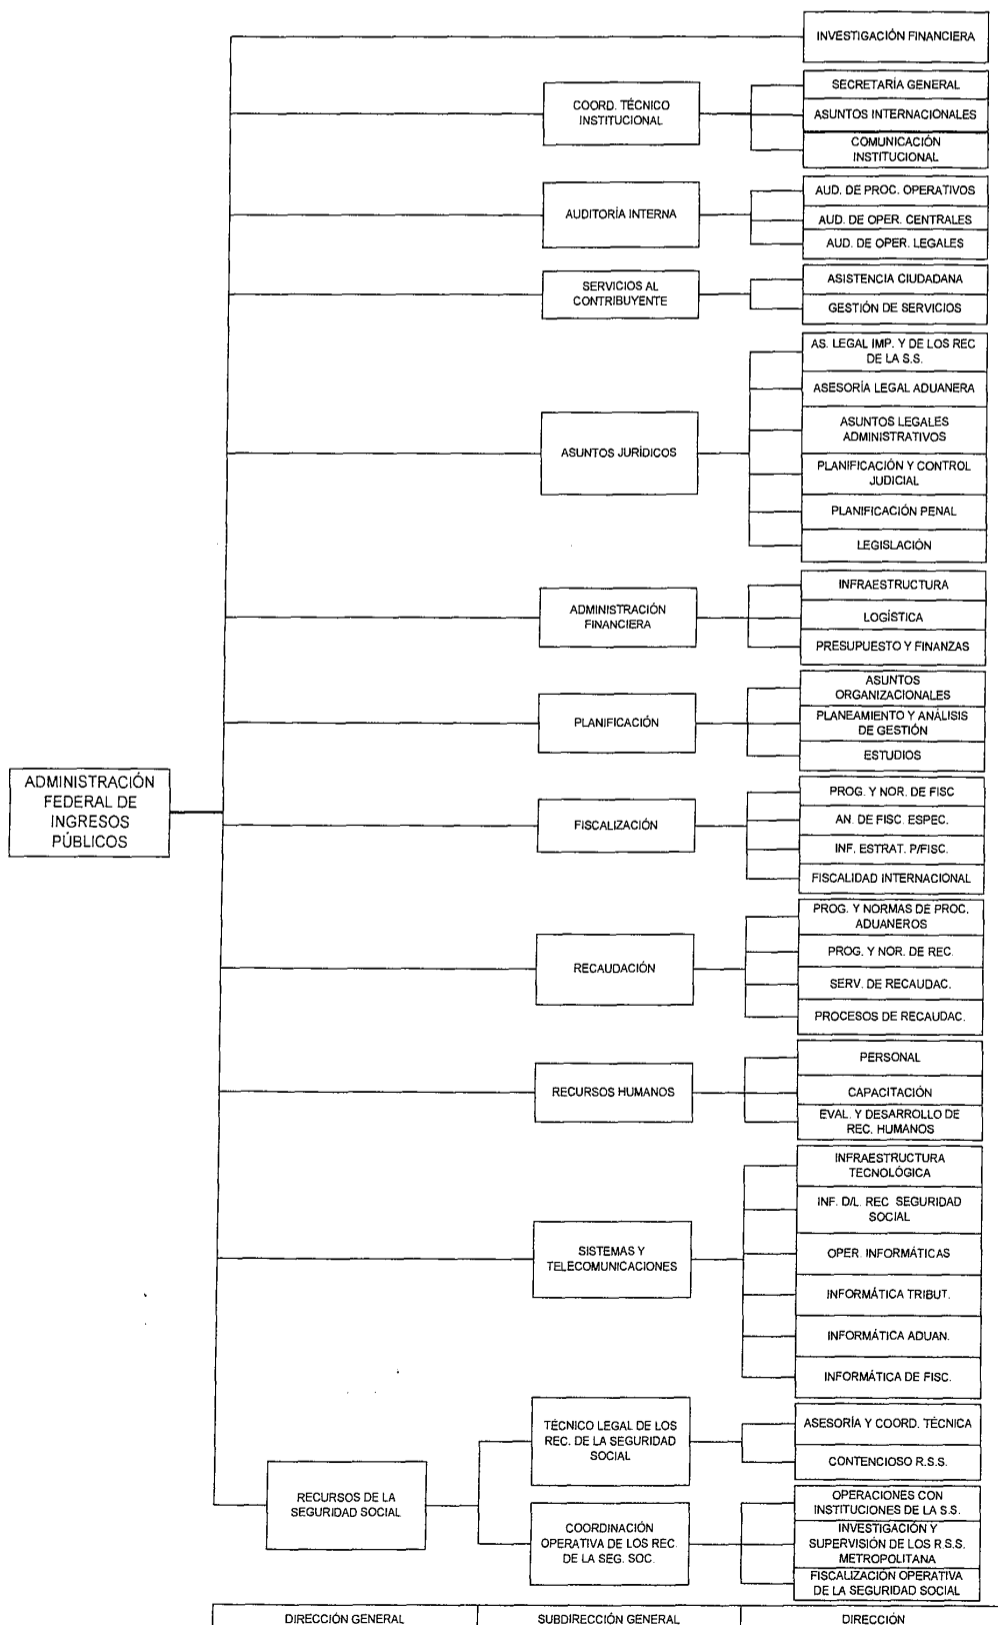 INVESTIGACIÓN FINANCIERA
COORD. TÉCNICO
INSTITUCIONAL
SECRETARÍA GENERAL
ASUNTOS INTERNACIONALES
COMUNICACIÓN
INSTITUCIONAL
AUDITORÍA INTERNA
AUD. DE PROC. OPERATIVOS
AUD. DE OPER. CENTRALES
AUD. DE OPER. LEGALES
SERVICIOS AL
CONTRIBUYENTE
ASISTENCIA CIUDADANA
GESTIÓN DE SERVICIOS
ASUNTOS JURÍDICOS
AS. LEGAL IMP. Y DE LOS REC
DE LA S.S.
ASESORÍA LEGAL ADUANERA
ASUNTOS LEGALES
ADMINISTRATIVOS
PLANIFICACIÓN Y CONTROL
JUDICIAL
PLANIFICACIÓN PENAL
LEGISLACIÓN
ADMINISTRACIÓN
FINANCIERA
INFRAESTRUCTURA
LOGÍSTICA
PRESUPUESTO Y FINANZAS
PLANIFICACIÓN
ASUNTOS
ORGANIZACIONALES
PLANEAMIENTO Y ANÁLISIS
DE GESTIÓN
ESTUDIOS
ADMINISTRACIÓN
FEDERAL DE
INGRESOS
PÚBLICOS
FISCALIZACIÓN
PROG. Y NOR. DE FISC
AN. DE FISC. ESPEC.
INF. ESTRAT. P/FISC.
FISCALIDAD INTERNACIONAL
RECAUDACIÓN
PROG. Y NORMAS DE PROC.
ADUANEROS
PROG. Y NOR. DE REC.
SERV. DE RECAUDAC.
PROCESOS DE RECAUDAC.
RECURSOS HUMANOS
PERSONAL
CAPACITACIÓN
EVAL. Y DESARROLLO DE
REC. HUMANOS
SISTEMAS Y
TELECOMUNICACIONES
INFRAESTRUCTURA
TECNOLÓGICA
INF. D/L. REC SEGURIDAD
SOCIAL
OPER. INFORMÁTICAS
INFORMÁTICA TRIBUT.
INFORMÁTICA ADUAN.
INFORMÁTICA DE FISC.
RECURSOS DE LA
SEGURIDAD SOCIAL
TÉCNICO LEGAL DE LOS
REC. DE LA SEGURIDAD
SOCIAL
ASESORÍA Y COORD. TÉCNICA
CONTENCIOSO R.S.S.
COORDINACIÓN
OPERATIVA DE LOS REC.
DE LA SEG. SOC.
OPERACIONES CON
INSTITUCIONES DE LA S.S.
INVESTIGACIÓN Y
SUPERVISIÓN DE LOS R.S.S.
METROPOLITANA
FISCALIZACIÓN OPERATIVA
DE LA SEGURIDAD SOCIAL
DIRECCIÓN GENERAL
SUBDIRECCIÓN GENERAL
DIRECCIÓN